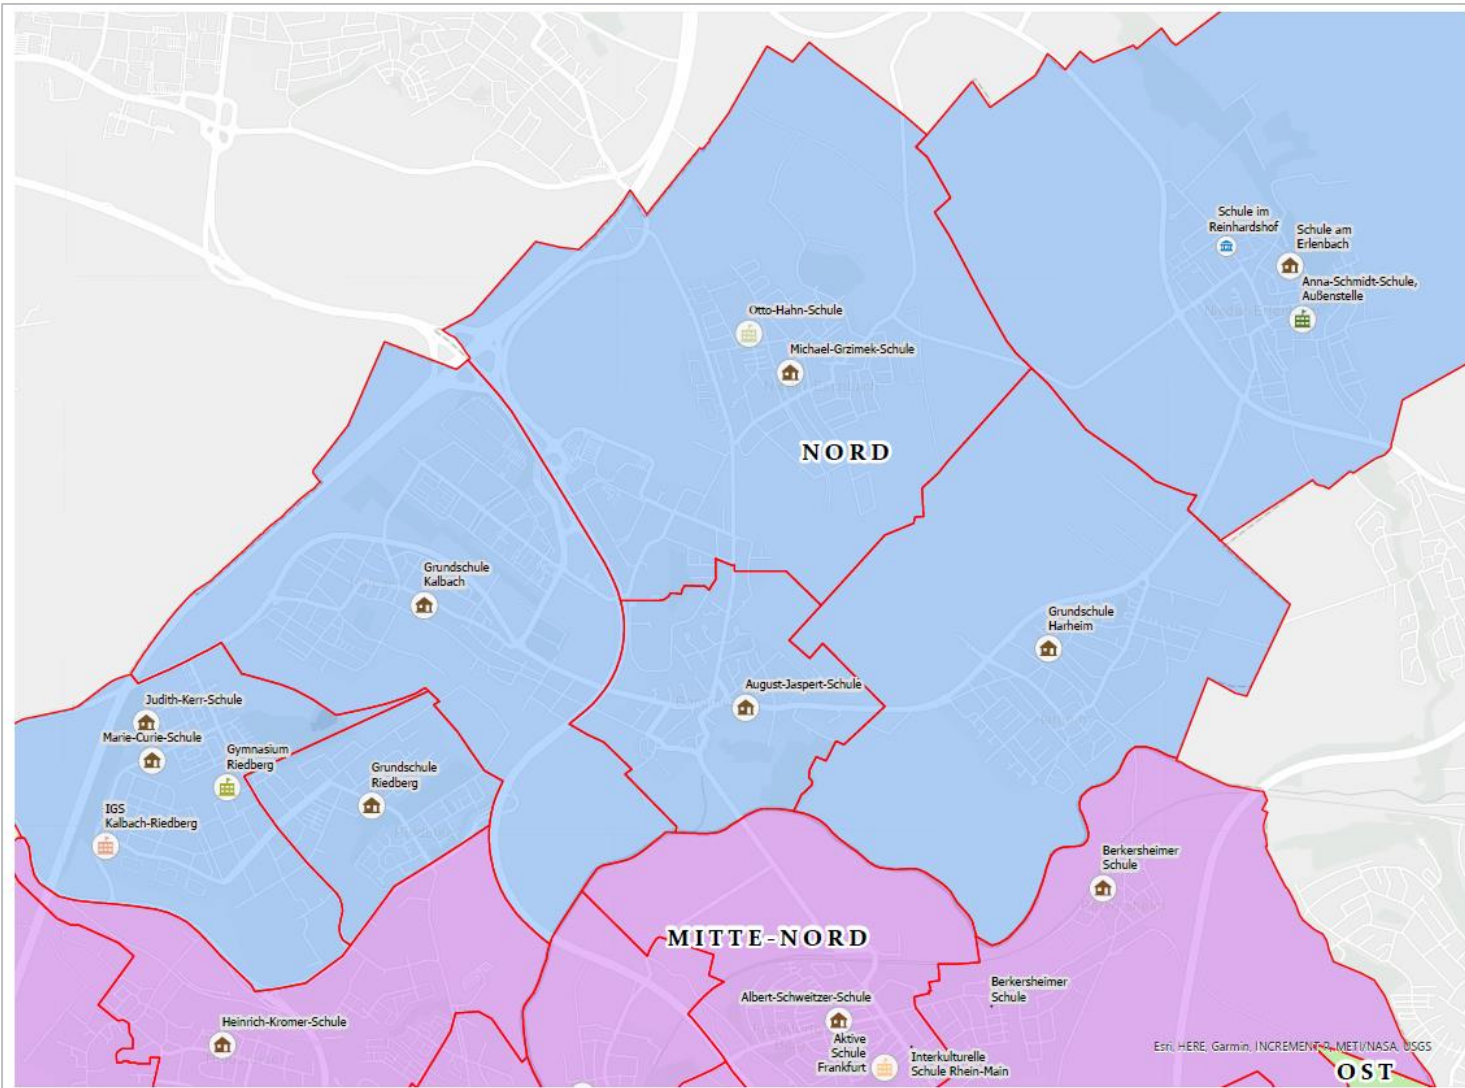 Schule im
Reinhardshof
Schule am
Erlenbach
Anna-Schmidt-Schule,
Außenstelle
Otto-Hahn-Schule
Michael-Grzimek-Schule
NORD
Grundschule
Kalbach
Grundschule
Harheim
August-Jaspert-Schule
Judith-Kerr-Schule
Marie-Curie-Schule
Gymnasium
Riedberg
Grundschule
Riedberg
IGS
Kalbach-Riedberg
Berkersheimer
Schule
MITTE-NORD
Berkersheimer
Schule
Albert-Schweitzer-Schule
Heinrich-Kromer-Schule
Aktive
Schule
Frankfurt
Interkulturelle
Schule Rhein-Main
Esri, HERE, Garmin, INCREMENT P, METI/NASA, USGS
OST